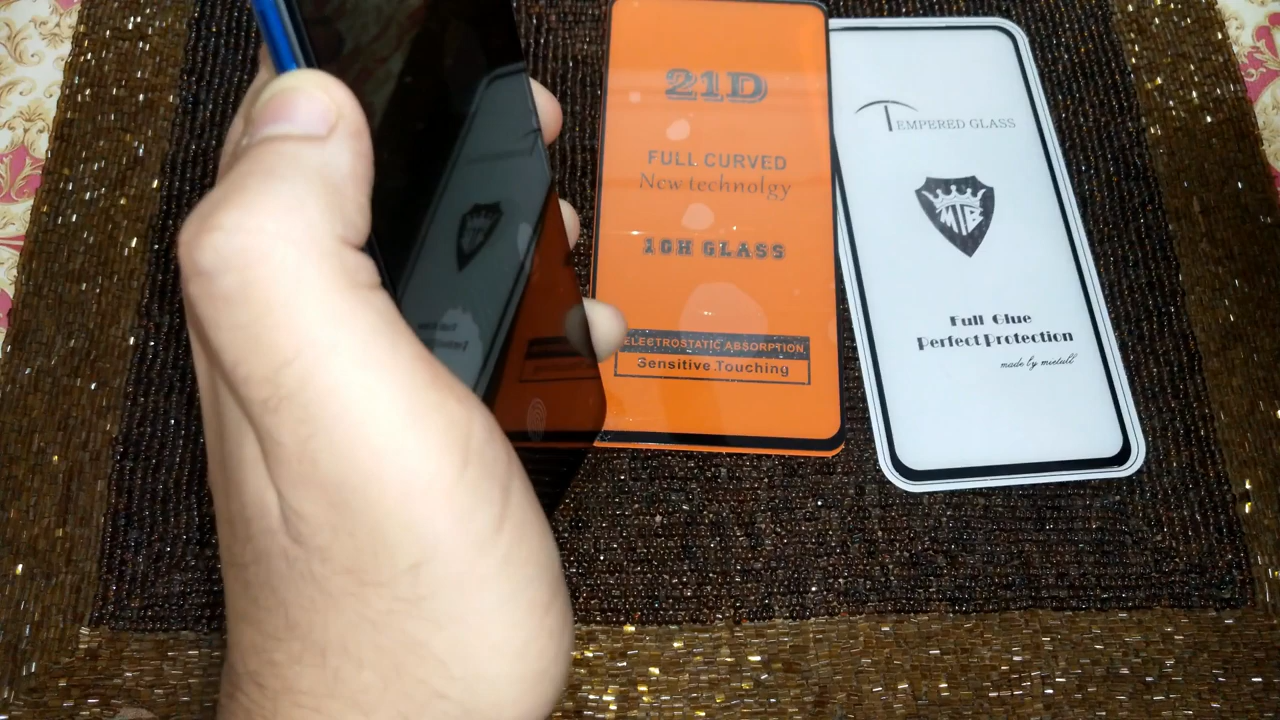 21D
FULL CURVED
New technolgy
10H GLASS
ELECTROSTATIC ABSORPTION
Sensitive Touching
TEMPERED GLASS
MTB
Full Glue
Perfect Protection
made by mietull